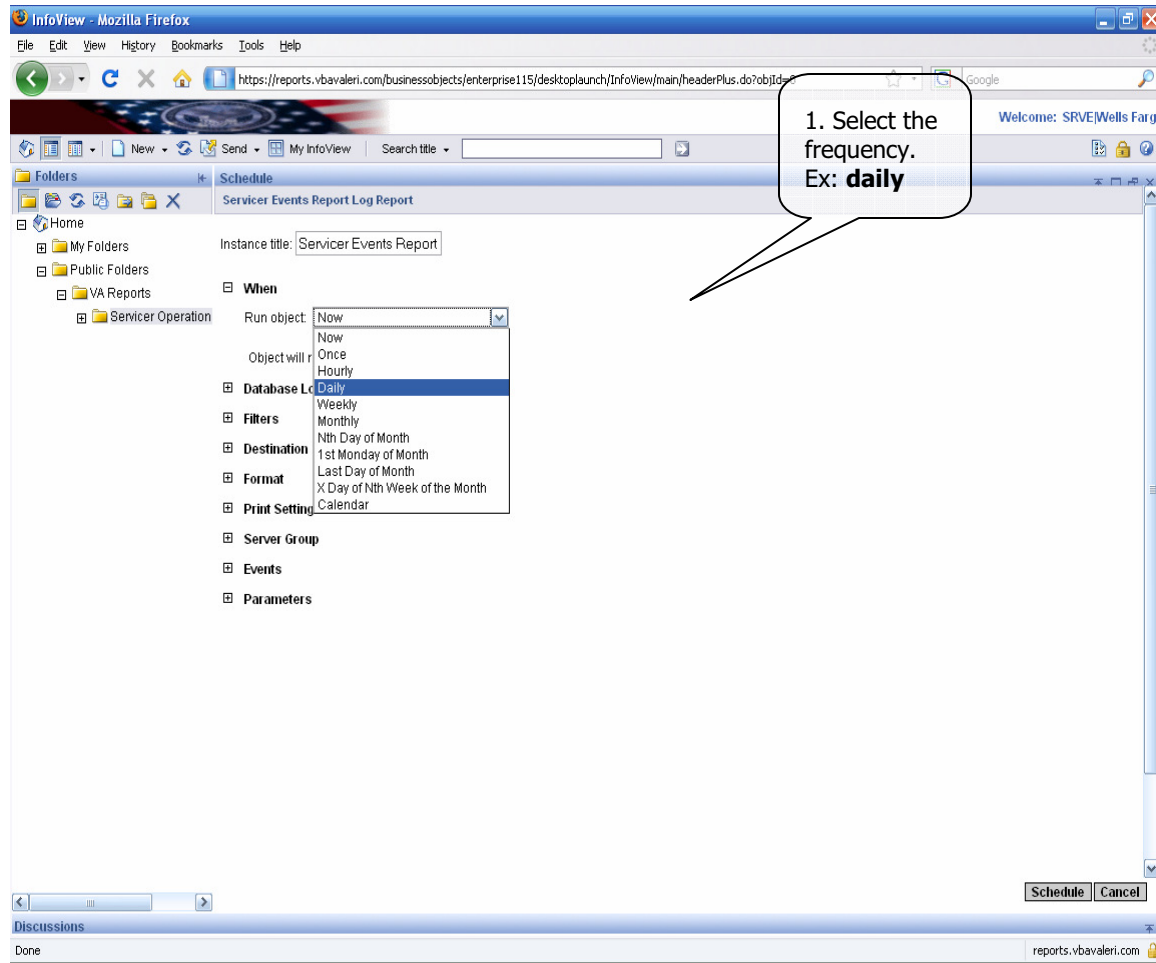 InfoView - Mozilla Firefox
File Edit View History Bookmarks Tools Help
https://reports.vbavaleri.com/businessobjects/enterprise115/desktoplaunch/InfoView/main/headerPlus.do?objId=
Google
Welcome: SRVE|Wells Farg
New Send My InfoView Search title
Folders
Schedule
Servicer Events Report Log Report
1. Select the
frequency.
Ex: daily
Home
My Folders
Public Folders
VA Reports
Servicer Operation
Instance title: Servicer Events Report
When
Run object: Now
Now
Object will r
Once
Hourly
Database Lo
Daily
Weekly
Filters
Monthly
Nth Day of Month
Destination
1st Monday of Month
Last Day of Month
Format
X Day of Nth Week of the Month
Print Setting
Calendar
Server Group
Events
Parameters
Schedule Cancel
Discussions
Done
reports.vbavaleri.com